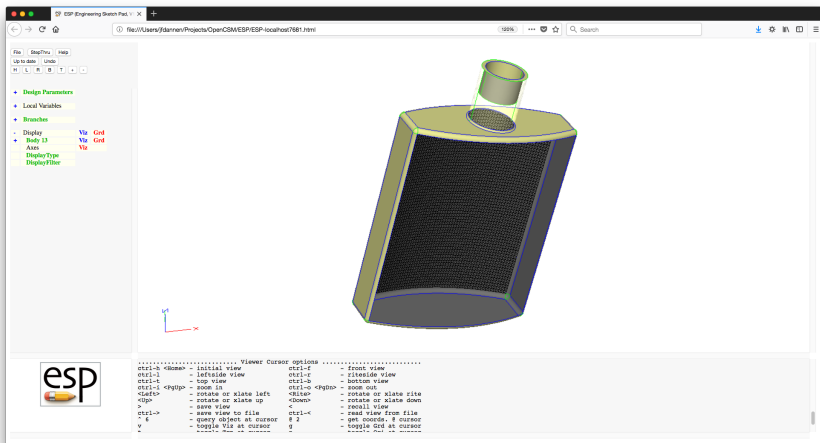 ESP (Engineering Sketch Pad, V
file:///Users/jfdannen/Projects/OpenCSM/ESP/ESP-localhost7681.html
120%
Search
File StepThru Help
Up to date Undo
H L R B T + -
+ Design Parameters
+ Local Variables
+ Branches
- Display Viz Grd
+ Body 13 Viz Grd
Axes Viz
DisplayType
DisplayFilter
x
esp
.......................... Viewer Cursor options ..........................
ctrl-h <Home> - initial view ctrl-f - front view
ctrl-l - leftside view ctrl-r - riteside view
ctrl-t - top view ctrl-b - bottom view
ctrl-i <PgUp> - zoom in ctrl-o <PgDn> - zoom out
<Left> - rotate or xlate left <Rite> - rotate or xlate rite
<Up> - rotate or xlate up <Down> - rotate or xlate down
> - save view < - recall view
ctrl-> - save view to file ctrl-< - read view from file
^ 6 - query object at cursor @ 2 - get coords. @ cursor
v - toggle Viz at cursor g - toggle Grd at cursor